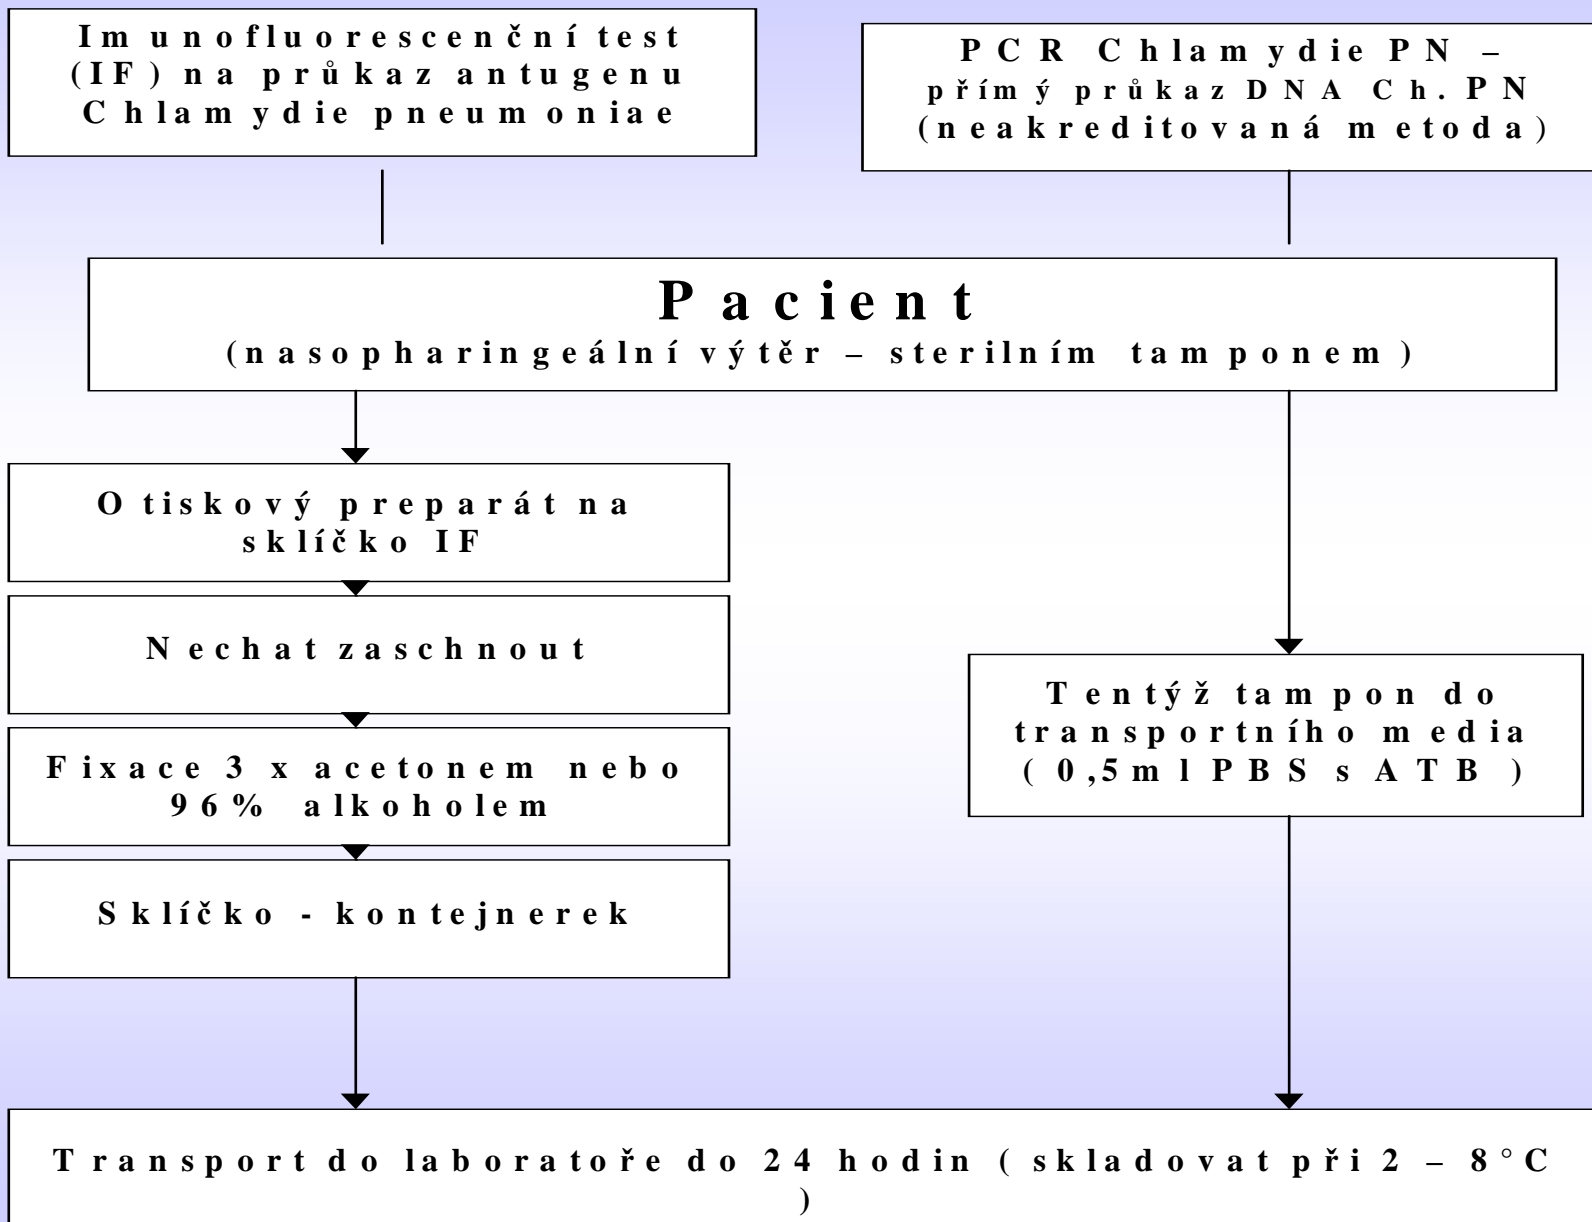 Imunofluorescenční test
(IF) na průkaz antugenu
Chlamydie pneumoniae
PCR Chlamydie PN –
přímý průkaz DNA Ch. PN
(neakreditovaná metoda)
Pacient
(nasopharingeální výtěr – sterilním tamponem)
Otiskový preparát na
sklíčko IF
Nechat zaschnout
Fixace 3 x acetonem nebo
96% alkoholem
Sklíčko - kontejnerek
Tentýž tampon do
transportního media
( 0,5ml PBS s ATB )
Transport do laboratoře do 24 hodin ( skladovat při 2 – 8°C
)